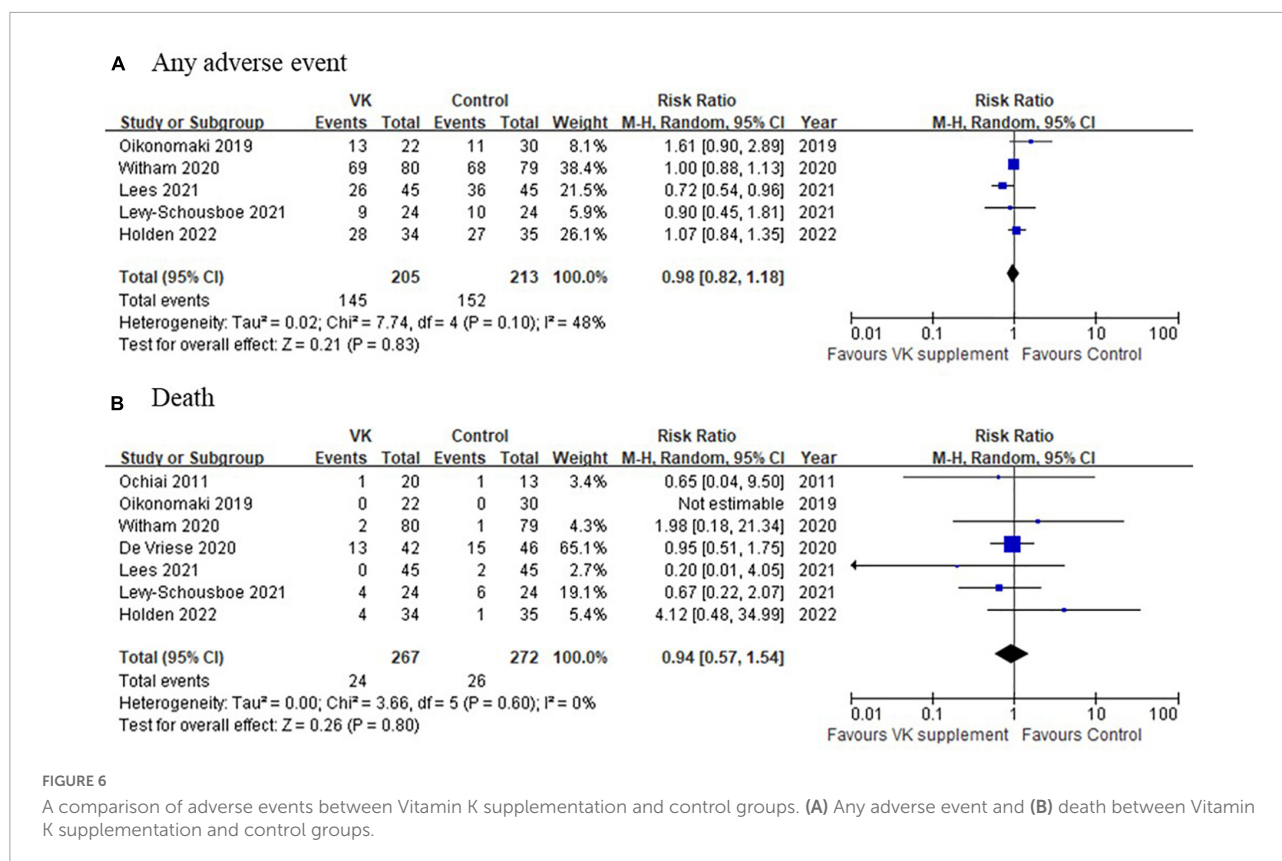 A Any adverse event
VK Control Risk Ratio Risk Ratio
Study or Subgroup Events Total Events Total Weight M-H, Random, 95% CI Year M-H, Random, 95% CI
Oikonomaki 2019 13 22 11 30 8.1% 1.61 [0.90, 2.89] 2019
Witham 2020 69 80 68 79 38.4% 1.00 [0.88, 1.13] 2020
Lees 2021 26 45 36 45 21.5% 0.72 [0.54, 0.96] 2021
Levy-Schousboe 2021 9 24 10 24 5.9% 0.90 [0.45, 1.81] 2021
Holden 2022 28 34 27 35 26.1% 1.07 [0.84, 1.35] 2022
Total (95% CI) 205 213 100.0% 0.98 [0.82, 1.18]
Total events 145 152
Heterogeneity: Tau² = 0.02; Chi² = 7.74, df = 4 (P = 0.10); I² = 48%
Test for overall effect: Z = 0.21 (P = 0.83)
0.01 0.1 1 10 100
Favours VK supplement Favours Control
B Death
VK Control Risk Ratio Risk Ratio
Study or Subgroup Events Total Events Total Weight M-H, Random, 95% CI Year M-H, Random, 95% CI
Ochiai 2011 1 20 1 13 3.4% 0.65 [0.04, 9.50] 2011
Oikonomaki 2019 0 22 0 30 Not estimable 2019
Witham 2020 2 80 1 79 4.3% 1.98 [0.18, 21.34] 2020
De Vriese 2020 13 42 15 46 65.1% 0.95 [0.51, 1.75] 2020
Lees 2021 0 45 2 45 2.7% 0.20 [0.01, 4.05] 2021
Levy-Schousboe 2021 4 24 6 24 19.1% 0.67 [0.22, 2.07] 2021
Holden 2022 4 34 1 35 5.4% 4.12 [0.48, 34.99] 2022
Total (95% CI) 267 272 100.0% 0.94 [0.57, 1.54]
Total events 24 26
Heterogeneity: Tau² = 0.00; Chi² = 3.66, df = 5 (P = 0.60); I² = 0%
Test for overall effect: Z = 0.26 (P = 0.80)
0.01 0.1 1 10 100
Favours VK supplement Favours Control
FIGURE 6
A comparison of adverse events between Vitamin K supplementation and control groups. (A) Any adverse event and (B) death between Vitamin
K supplementation and control groups.